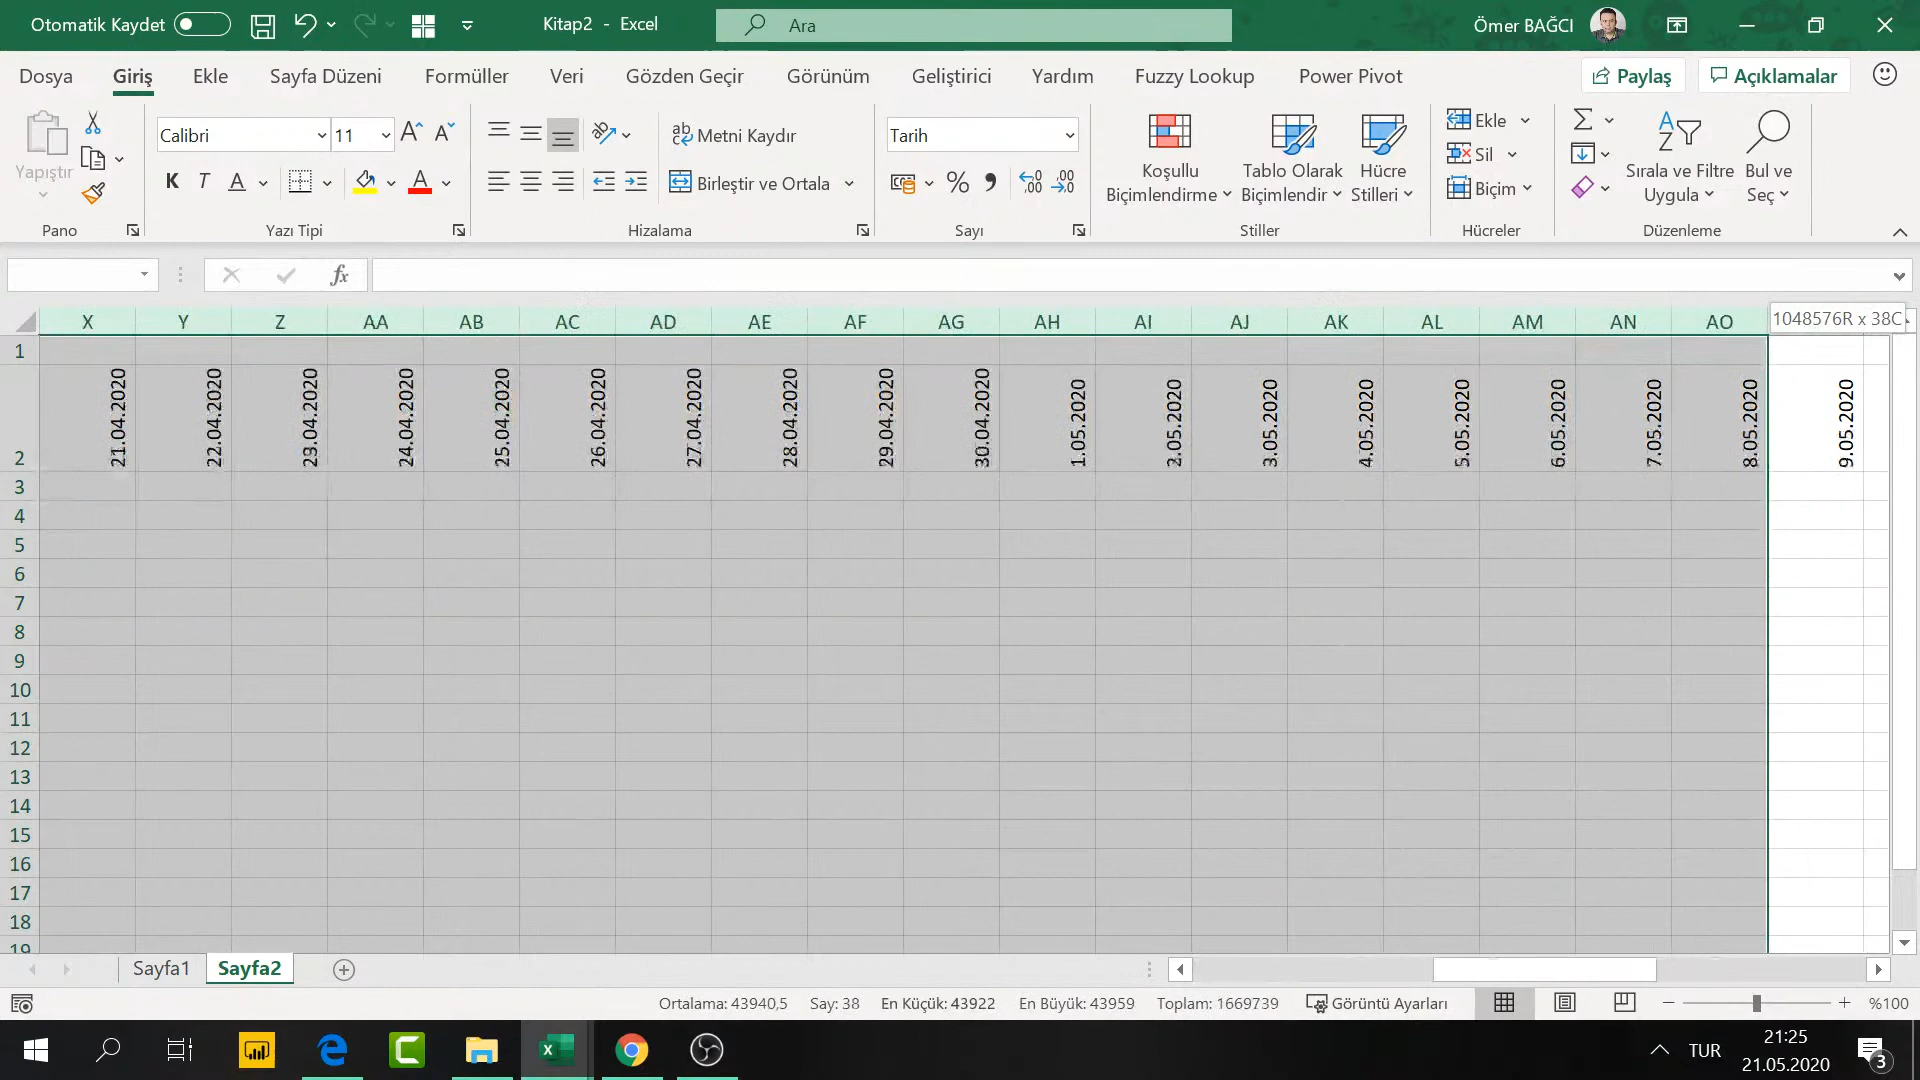 Otomatik Kaydet
Kitap2 - Excel
Ara
Ömer BAĞCI
Dosya Giriş Ekle Sayfa Düzeni Formüller Veri Gözden Geçir Görünüm Geliştirici Yardım Fuzzy Lookup Power Pivot
Paylaş
Açıklamalar
Yapıştır
Pano
Calibri 11
K T A A
Yazı Tipi
Metni Kaydır
Birleştir ve Ortala
Hizalama
Tarih
Sayı
Koşullu
Biçimlendirme
Tablo Olarak
Biçimlendir
Hücre
Stilleri
Stiller
Ekle
Sil
Biçim
Hücreler
Sırala ve Filtre
Uygula
Bul ve
Seç
Düzenleme
fx
X Y Z AA AB AC AD AE AF AG AH AI AJ AK AL AM AN AO
1048576R x 38C
1
2 21.04.2020 22.04.2020 23.04.2020 24.04.2020 25.04.2020 26.04.2020 27.04.2020 28.04.2020 29.04.2020 30.04.2020 1.05.2020 2.05.2020 3.05.2020 4.05.2020 5.05.2020 6.05.2020 7.05.2020 8.05.2020 9.05.2020
3
4
5
6
7
8
9
10
11
12
13
14
15
16
17
18
19
Sayfa1 Sayfa2
Ortalama: 43940,5 Say: 38 En Küçük: 43922 En Büyük: 43959 Toplam: 1669739 Görüntü Ayarları %100
TUR
21:25
21.05.2020
3